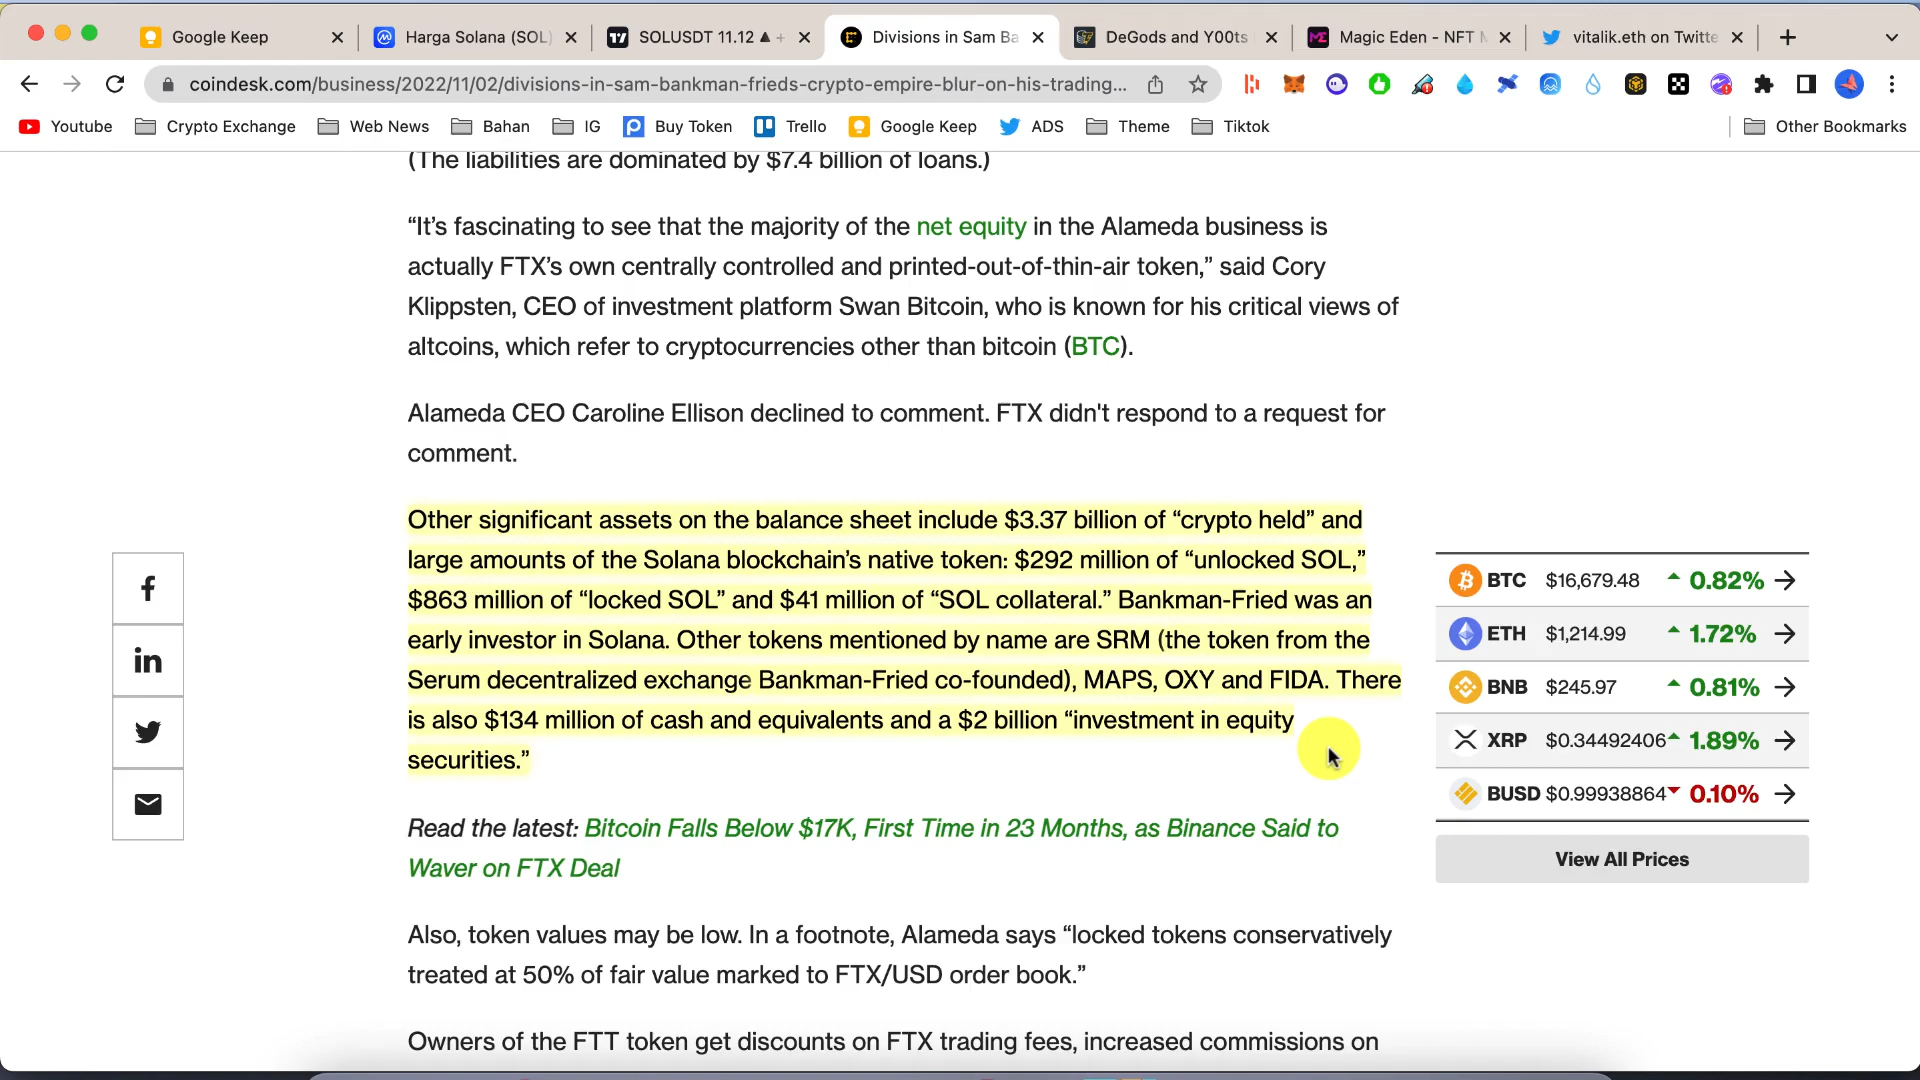 Google Keep
Harga Solana (SOL)
SOLUSDT 11.12 ▲ +
Divisions in Sam Ba
DeGods and Y00ts
Magic Eden - NFT M
vitalik.eth on Twitte
coindesk.com/business/2022/11/02/divisions-in-sam-bankman-frieds-crypto-empire-blur-on-his-trading...
Youtube
Crypto Exchange
Web News
Bahan
IG
Buy Token
Trello
Google Keep
ADS
Theme
Tiktok
Other Bookmarks
(The liabilities are dominated by $7.4 billion of loans.)
“It’s fascinating to see that the majority of the net equity in the Alameda business is
actually FTX’s own centrally controlled and printed-out-of-thin-air token,” said Cory
Klippsten, CEO of investment platform Swan Bitcoin, who is known for his critical views of
altcoins, which refer to cryptocurrencies other than bitcoin (BTC).
Alameda CEO Caroline Ellison declined to comment. FTX didn't respond to a request for
comment.
Other significant assets on the balance sheet include $3.37 billion of “crypto held” and
large amounts of the Solana blockchain’s native token: $292 million of “unlocked SOL,”
$863 million of “locked SOL” and $41 million of “SOL collateral.” Bankman-Fried was an
early investor in Solana. Other tokens mentioned by name are SRM (the token from the
Serum decentralized exchange Bankman-Fried co-founded), MAPS, OXY and FIDA. There
is also $134 million of cash and equivalents and a $2 billion “investment in equity
securities.”
Read the latest: Bitcoin Falls Below $17K, First Time in 23 Months, as Binance Said to
Waver on FTX Deal
Also, token values may be low. In a footnote, Alameda says “locked tokens conservatively
treated at 50% of fair value marked to FTX/USD order book.”
Owners of the FTT token get discounts on FTX trading fees, increased commissions on
BTC $16,679.48 0.82%
ETH $1,214.99 1.72%
BNB $245.97 0.81%
XRP $0.34492406 1.89%
BUSD $0.99938864 0.10%
View All Prices